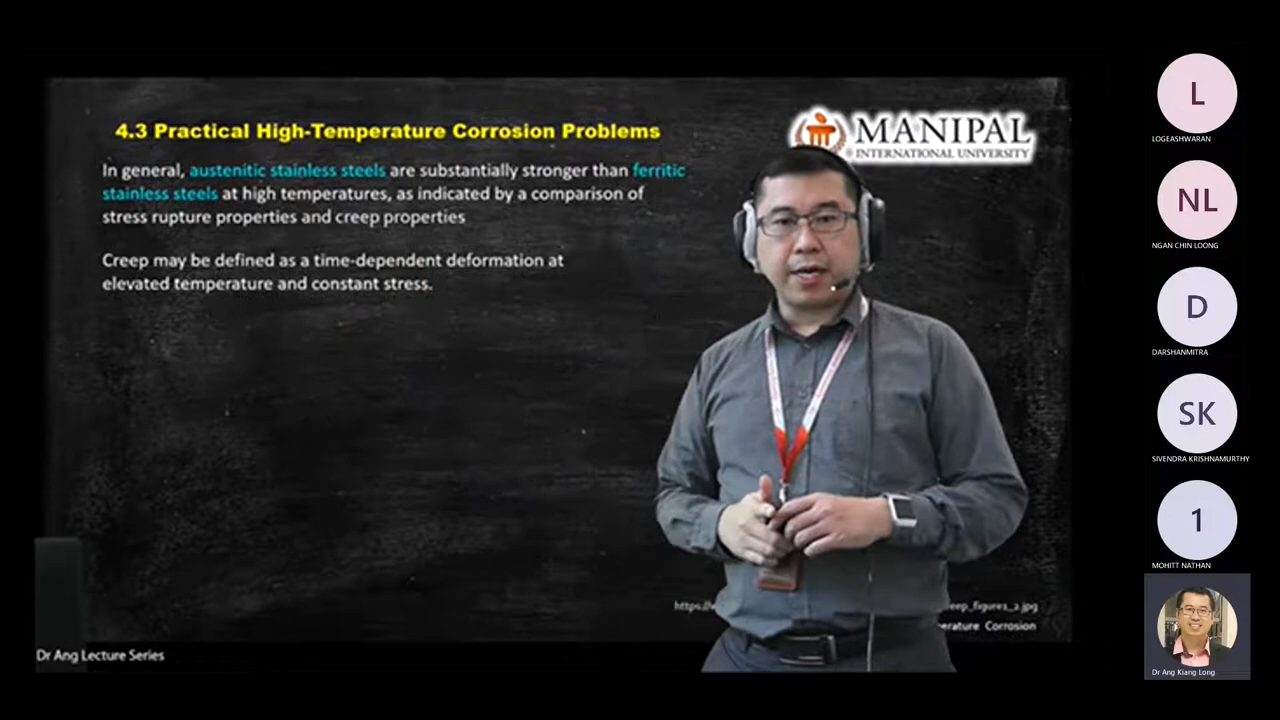 4.3 Practical High-Temperature Corrosion Problems
MANIPAL
INTERNATIONAL UNIVERSITY
In general, austenitic stainless steels are substantially stronger than ferritic
stainless steels at high temperatures, as indicated by a comparison of
stress rupture properties and creep properties
Creep may be defined as a time-dependent deformation at
elevated temperature and constant stress.
Corrosion
Dr Ang Lecture Series
L
LOGEASHWARAN
NL
NGAN CHIN LOONG
D
DARSHANMITRA
SK
SIVENDRA KRISHNAMURTHY
1
MOHITT NATHAN
Dr Ang Kiang Long